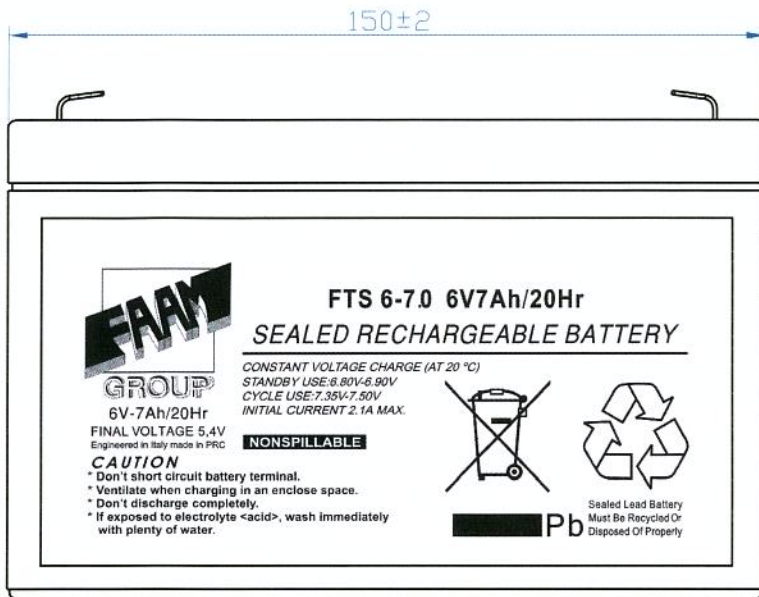 150±2
FAAM
GROUP
6V-7Ah/20Hr
FINAL VOLTAGE 5,4V
Engineered in Italy made in PRC
FTS 6-7.0 6V7Ah/20Hr
SEALED RECHARGEABLE BATTERY
CONSTANT VOLTAGE CHARGE (AT 20 °C)
STANDBY USE:6.80V-6.90V
CYCLE USE:7.35V-7.50V
INITIAL CURRENT 2.1A MAX.
NONSPILLABLE
CAUTION
* Don't short circuit battery terminal.
* Ventilate when charging in an enclose space.
* Don't discharge completely.
* If exposed to electrolyte <acid>, wash immediately
with plenty of water.
Pb
Sealed Lead Battery
Must Be Recycled Or
Disposed Of Properly